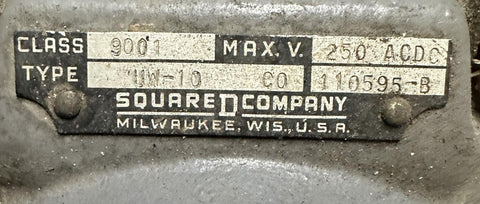 CLASS 9001 MAX. V. 250 ACDC
TYPE UW-10 CO 110595-B
SQUARE D COMPANY
MILWAUKEE, WIS., U.S.A.